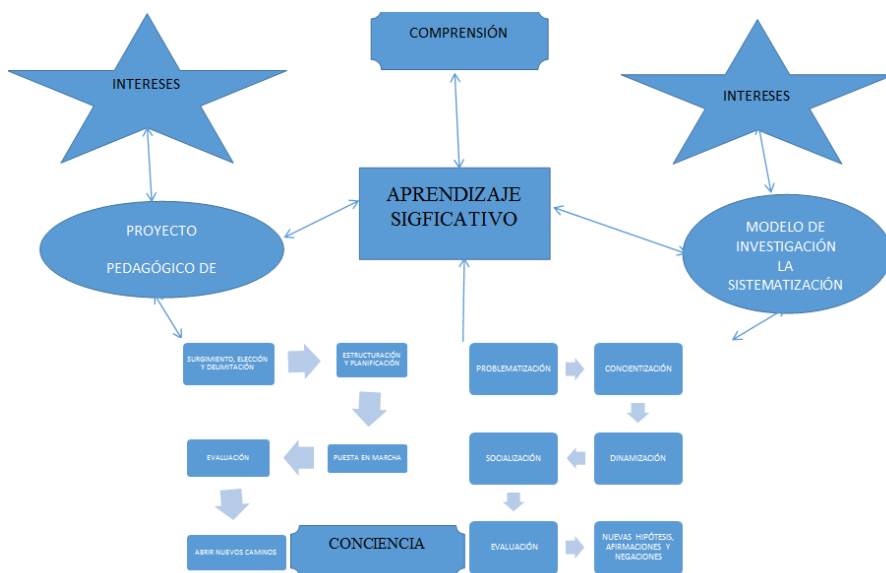 COMPRENSIÓN
INTERESES
INTERESES
APRENDIZAJE
SIGFICATIVO
PROYECTO
PEDAGÓGICO DE
MODELO DE
INVESTIGACIÓN
LA
SISTEMATIZACIÓN
SURGIMIENTO, ELECCIÓN
Y DELIMITACIÓN
ESTRUCTURACIÓN
Y PLANIFICACIÓN
EVALUACIÓN
PUESTA EN MARCHA
ABRIR NUEVOS CAMINOS
PROBLEMATIZACIÓN
CONCIENTIZACIÓN
SOCIALIZACIÓN
DINAMIZACIÓN
EVALUACIÓN
NUEVAS HIPÓTESIS,
AFIRMACIONES Y
NEGACIONES
CONCIENCIA